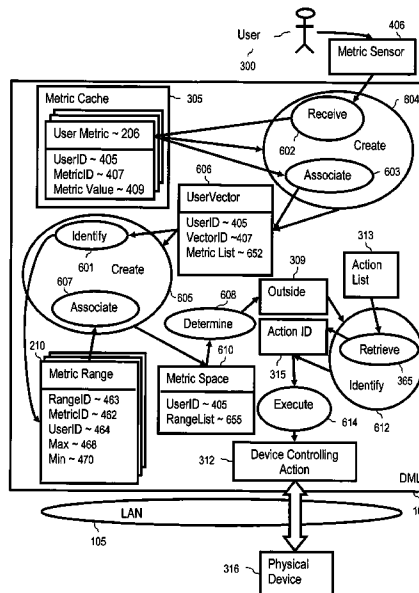 User
300
406
Metric Sensor
Metric Cache
305
User Metric ~ 206
UserID ~ 405
MetricID ~ 407
Metric Value ~ 409
604
Receive
602
Create
Associate
603
606
UserVector
UserID ~ 405
VectorID ~407
Metric List ~ 652
Identify
601
607
Create
Associate
605
608
Determine
309
Outside
313
Action
List
Action ID
315
Retrieve
365
Identify
612
210
Metric Range
RangeID ~ 463
MetricID ~ 462
UserID ~ 464
Max ~ 468
Min ~ 470
Metric Space
610
UserID ~ 405
RangeList ~ 655
Execute
614
312
Device Controlling
Action
DML
10
LAN
105
316
Physical
Device